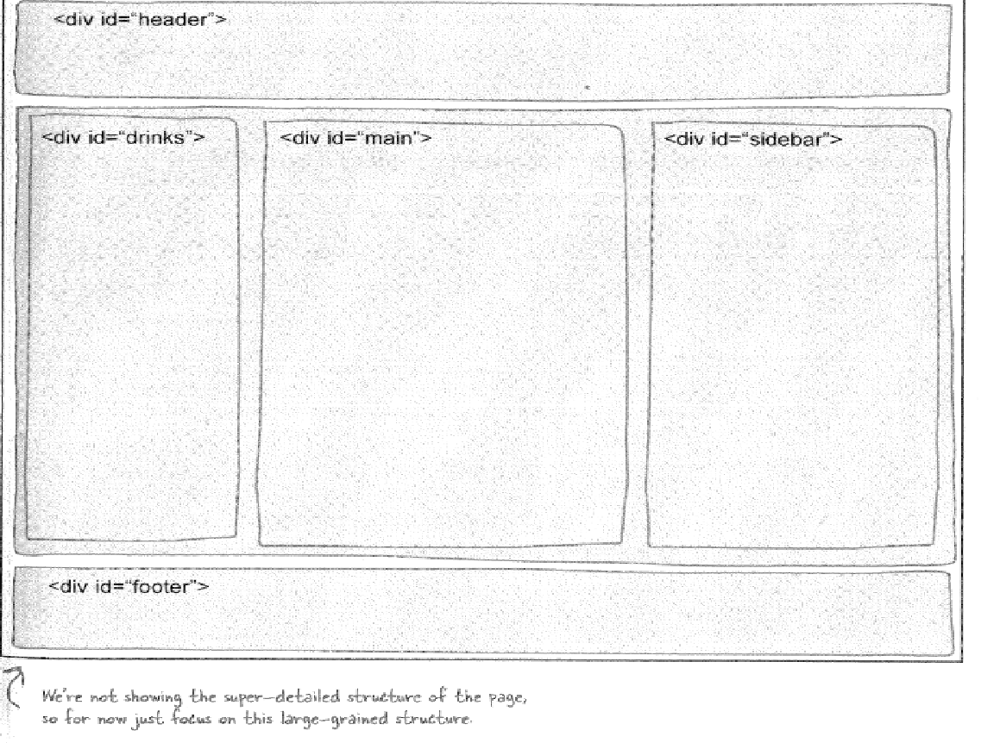 <div id=“header”>
<div id=“drinks”>
<div id=“main”>
<div id=“sidebar”>
<div id=“footer”>
We're not showing the super-detailed structure of the page,
so for now just focus on this large-grained structure.